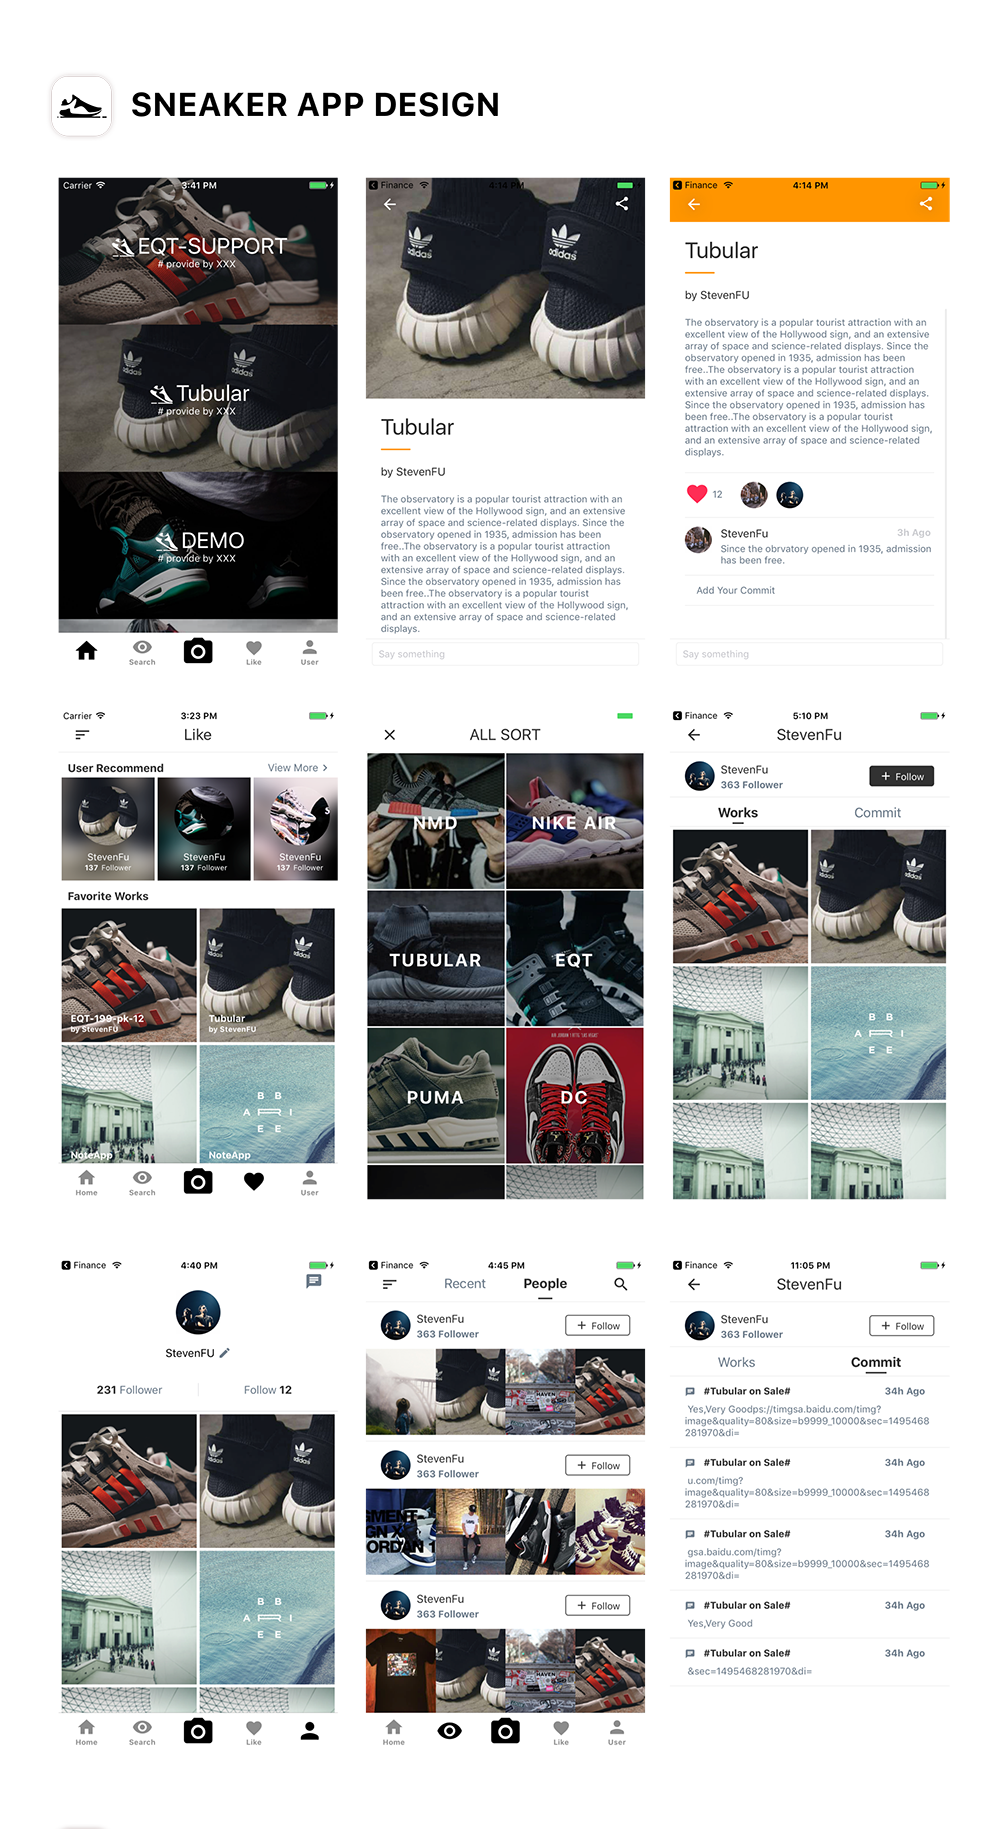 SNEAKER APP DESIGN
Carrier
3:41 PM
EQT-SUPPORT
# provide by XXX
Tubular
# provide by XXX
DEMO
# provide by XXX
Search
Like
User
Finance
4:14 PM
adidas
adidas
Tubular
by StevenFU
The observatory is a popular tourist attraction with an
excellent view of the Hollywood sign, and an extensive
array of space and science-related displays. Since the
observatory opened in 1935, admission has been
free..The observatory is a popular tourist attraction
with an excellent view of the Hollywood sign, and an
extensive array of space and science-related displays.
Since the observatory opened in 1935, admission has
been free..The observatory is a popular tourist
attraction with an excellent view of the Hollywood sign,
and an extensive array of space and science-related
displays.
Say something
Finance
4:14 PM
Tubular
by StevenFU
The observatory is a popular tourist attraction with an
excellent view of the Hollywood sign, and an extensive
array of space and science-related displays. Since the
observatory opened in 1935, admission has been
free..The observatory is a popular tourist attraction
with an excellent view of the Hollywood sign, and an
extensive array of space and science-related displays.
Since the observatory opened in 1935, admission has
been free..The observatory is a popular tourist
attraction with an excellent view of the Hollywood sign,
and an extensive array of space and science-related
displays.
12
StevenFu
3h Ago
Since the obrvatory opened in 1935, admission
has been free.
Add Your Commit
Say something
Carrier
3:23 PM
Like
User Recommend
View More
StevenFu
137 Follower
StevenFu
137 Follower
StevenFu
137 Follower
Favorite Works
adidas
adidas
EQT-199-pk-12
by StevenFU
Tubular
by StevenFU
B B
A R I
E E
NoteApp
NoteApp
Home
Search
User
ALL SORT
NMD
NIKE AIR
TUBULAR
EQT
PUMA
DC
Finance
5:10 PM
StevenFu
StevenFu
363 Follower
+ Follow
Works
Commit
adidas
adidas
B B
A R I
E E
Finance
4:40 PM
StevenFU
231 Follower
Follow 12
adidas
adidas
B B
A R I
E E
Home
Search
Like
Finance
4:45 PM
Recent
People
StevenFu
363 Follower
+ Follow
HAVEN
StevenFu
363 Follower
+ Follow
GMENT
GN X
ORDAN 1
StevenFu
363 Follower
+ Follow
HAVEN
Home
Like
User
Finance
11:05 PM
StevenFu
StevenFu
363 Follower
+ Follow
Works
Commit
#Tubular on Sale#
34h Ago
Yes,Very Goodps://timgsa.baidu.com/timg?
image&quality=80&size=b9999_10000&sec=1495468
281970&di=
#Tubular on Sale#
34h Ago
u.com/timg?
image&quality=80&size=b9999_10000&sec=1495468
281970&di=
#Tubular on Sale#
34h Ago
gsa.baidu.com/timg?
image&quality=80&size=b9999_10000&sec=1495468
281970&di=
#Tubular on Sale#
34h Ago
Yes,Very Good
#Tubular on Sale#
34h Ago
&sec=1495468281970&di=